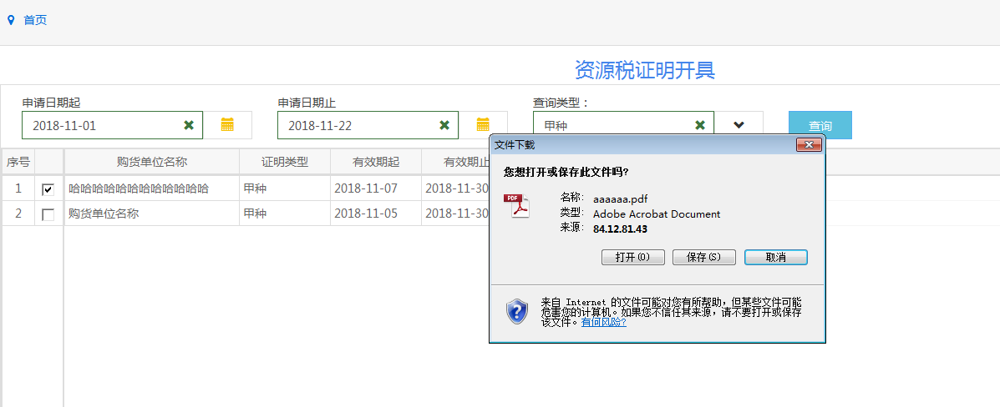 首页
资源税证明开具
申请日期起
申请日期止
查询类型：
2018-11-01
2018-11-22
甲种
查询
序号
购货单位名称
证明类型
有效期起
有效期止
1
哈哈哈哈哈哈哈哈哈哈哈哈
甲种
2018-11-07
2018-11-30
2
购货单位名称
甲种
2018-11-05
2018-11-30
文件下载
您想打开或保存此文件吗?
PDF
名称: aaaaaa.pdf
类型: Adobe Acrobat Document
来源: 84.12.81.43
打开(O)
保存(S)
取消
来自 Internet 的文件可能对您有所帮助，但某些文件可能
危害您的计算机。如果您不信任其来源，请不要打开或保存
该文件。有何风险?